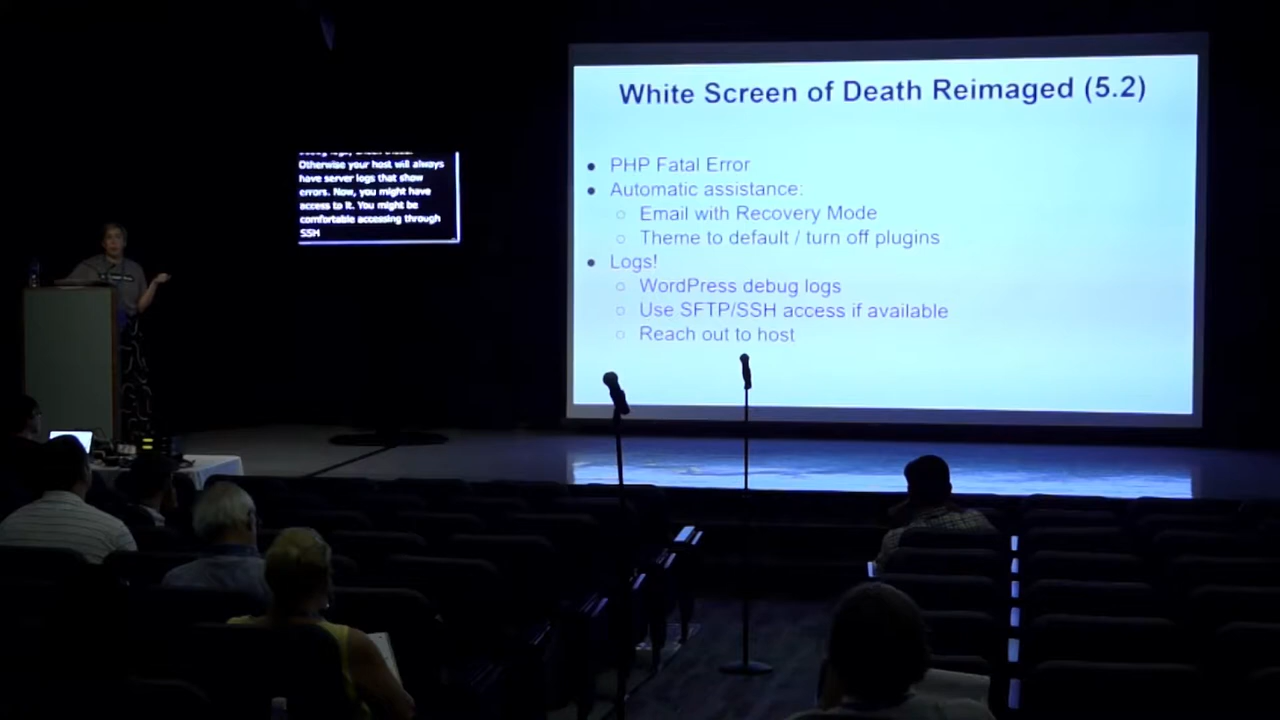 White Screen of Death Reimaged (5.2)
PHP Fatal Error
Automatic assistance:
Email with Recovery Mode
Theme to default / turn off plugins
Logs!
WordPress debug logs
Use SFTP/SSH access if available
Reach out to host
Otherwise your host will always
have server logs that show
errors. Now, you might have
access to it. You might be
comfortable accessing through
SSH